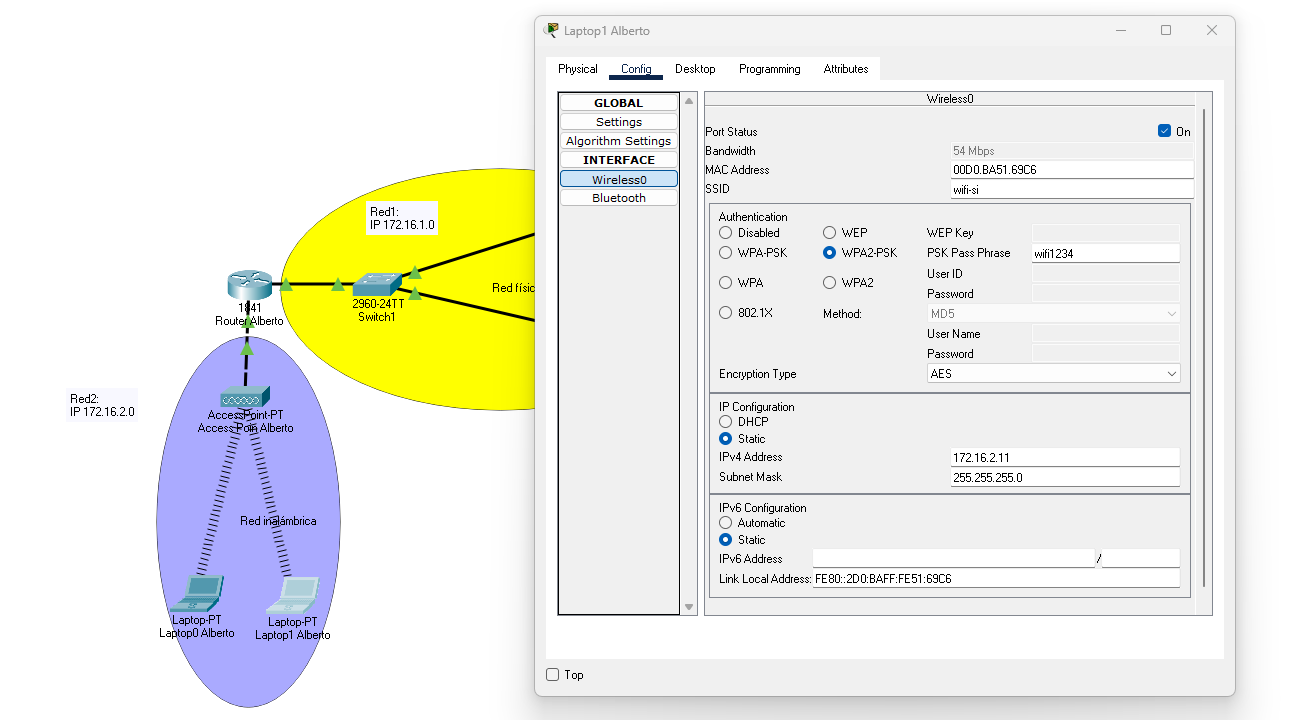 Laptop1 Alberto
Physical Config Desktop Programming Attributes
GLOBAL
Settings
Algorithm Settings
INTERFACE
Wireless0
Bluetooth
Wireless0
Port Status On
Bandwidth 54 Mbps
MAC Address 00D0.BA51.69C6
SSID wifi-si
Authentication
Disabled WEP WEP Key
WPA-PSK WPA2-PSK PSK Pass Phrase wifi1234
User ID
WPA WPA2
Password
802.1X Method: MD5
User Name
Password
Encryption Type AES
IP Configuration
DHCP
Static
IPv4 Address 172.16.2.11
Subnet Mask 255.255.255.0
IPv6 Configuration
Automatic
Static
IPv6 Address /
Link Local Address: FE80::2D0:BAFF:FE51:69C6
Top
Red1:
IP 172.16.1.0
Red físic
1841
Router Alberto
2960-24TT
Switch1
Red2:
IP 172.16.2.0
AccessPoint-PT
Access Poin Alberto
Red inalámbrica
Laptop-PT
Laptop0 Alberto
Laptop-PT
Laptop1 Alberto